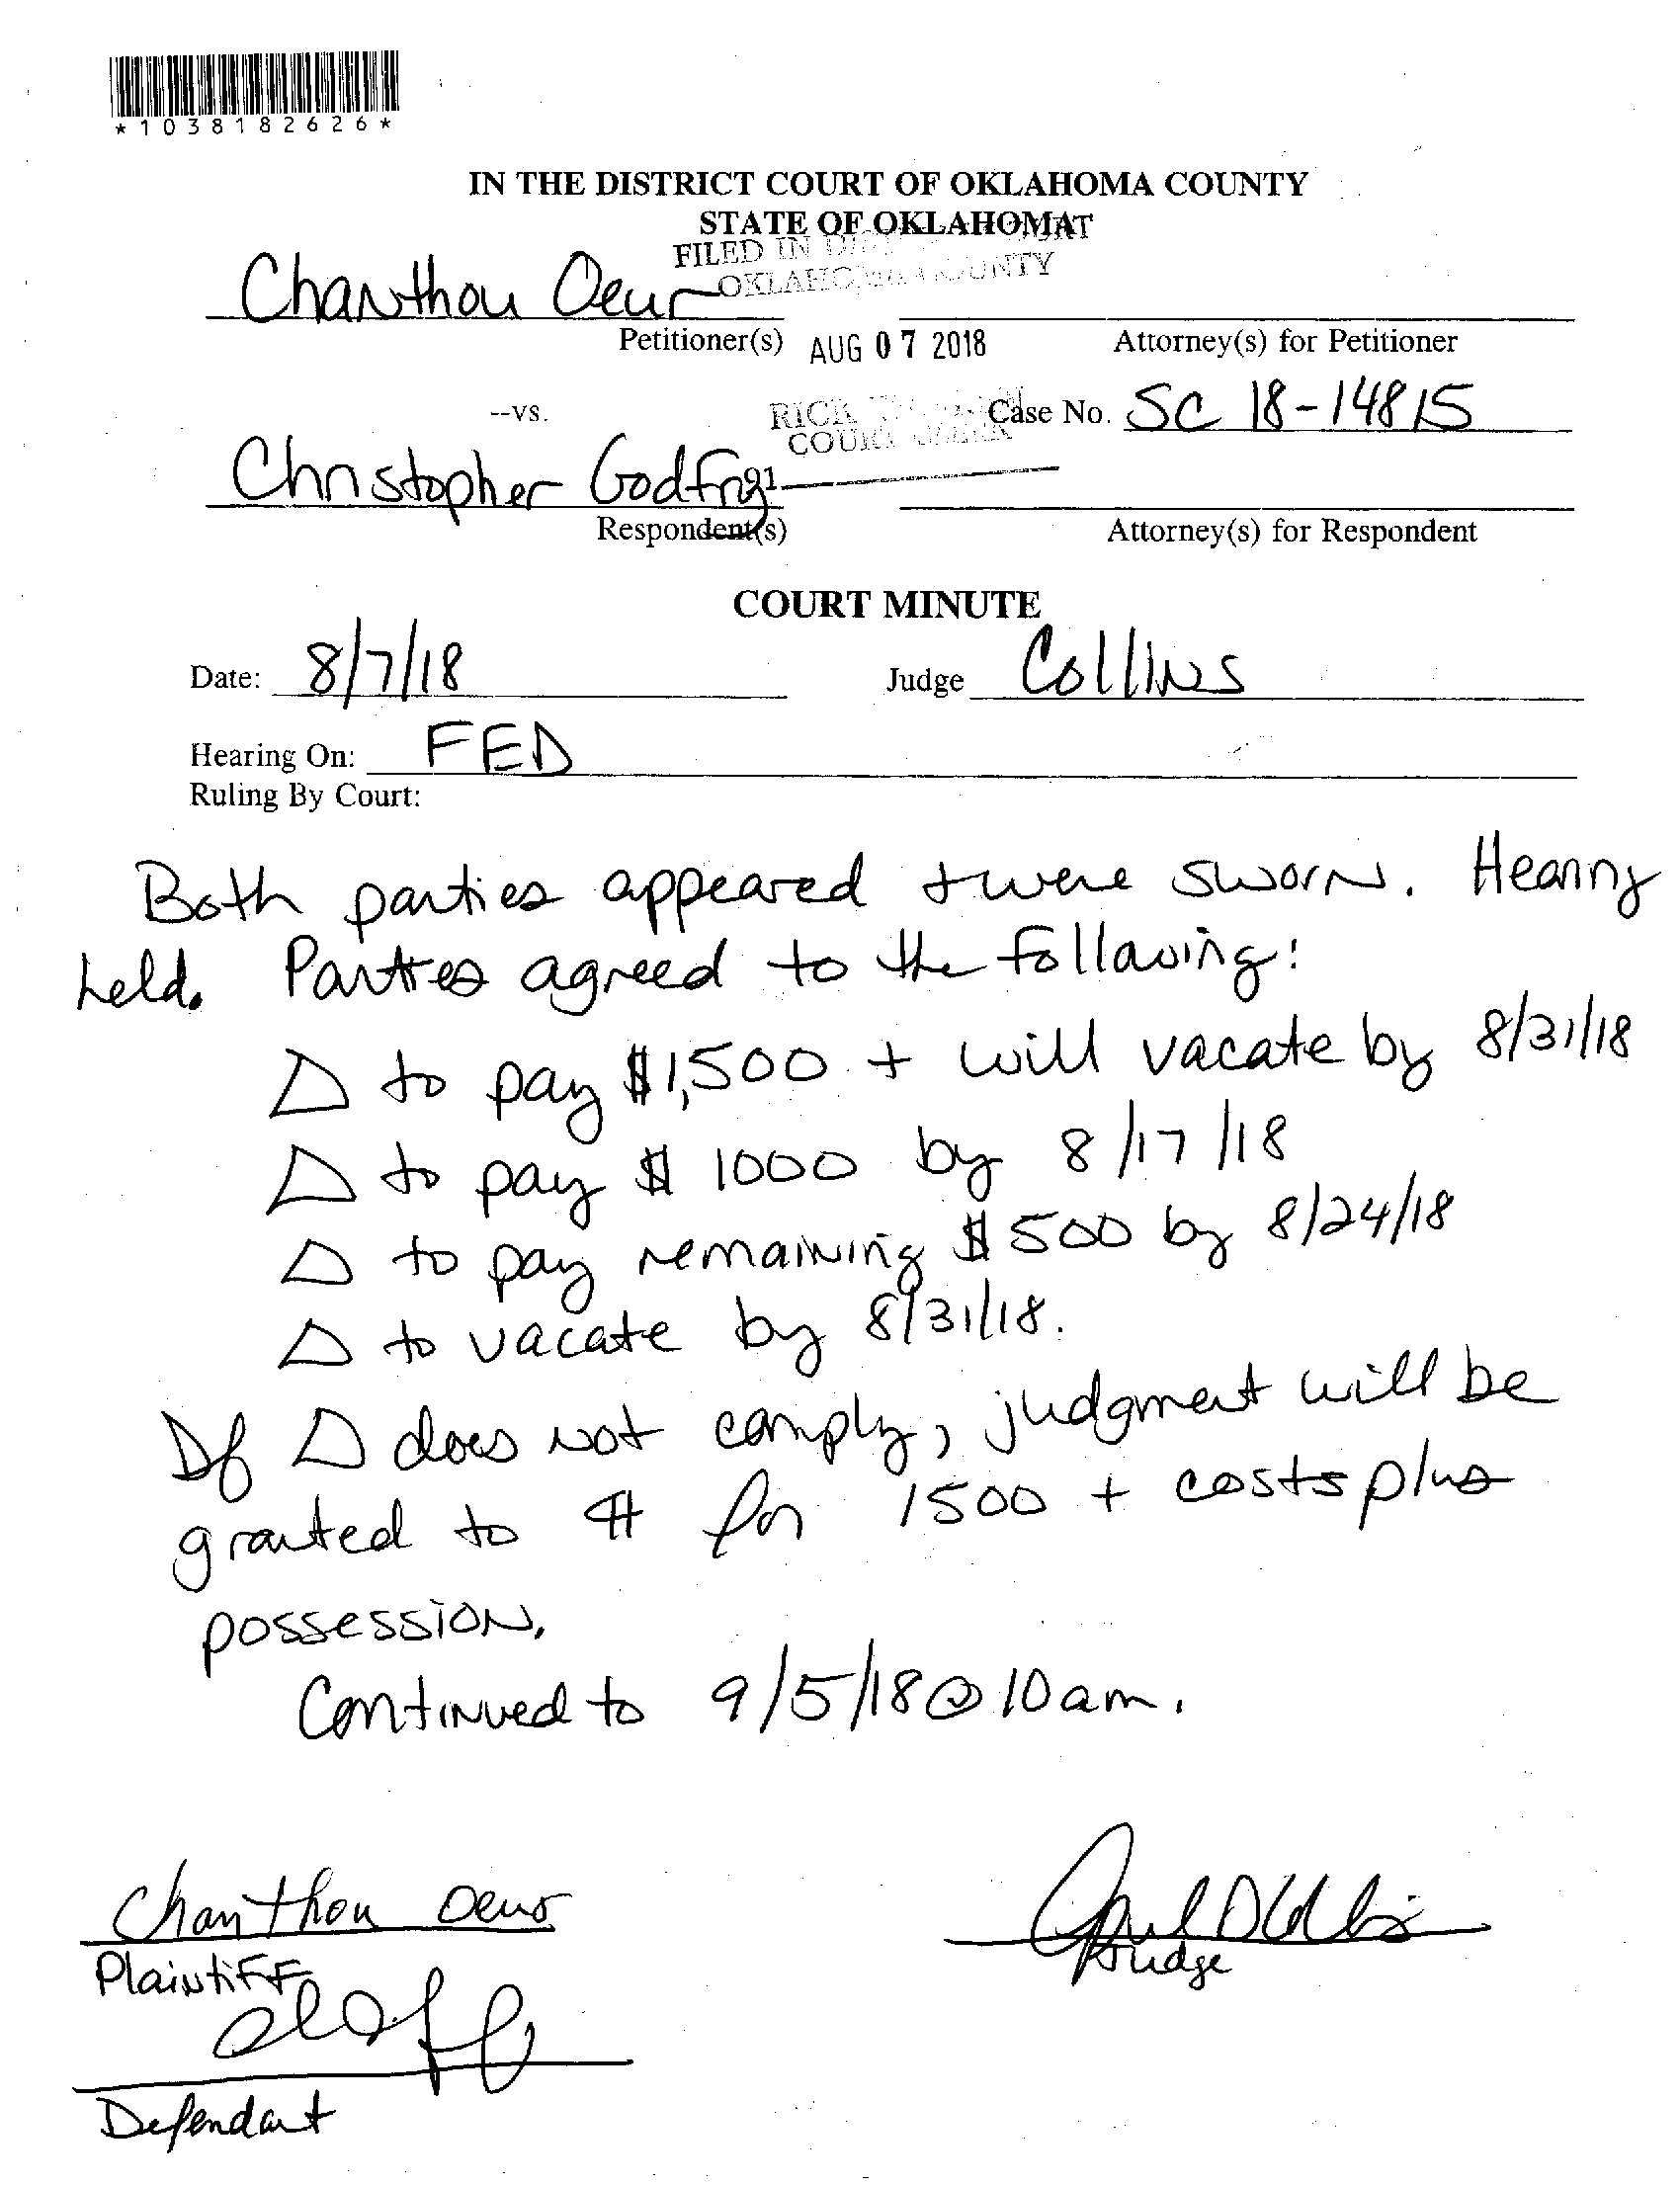 *1038182626*
IN THE DISTRICT COURT OF OKLAHOMA COUNTY
STATE OF OKLAHOMA
FILED IN DISTRICT COURT
OKLAHOMA COUNTY
Chanthou Oeur
Petitioner(s)
AUG 07 2018
Attorney(s) for Petitioner
--vs.
RICK
COURT CLERK
Case No. SC 18-14815
Christopher Godfrey
91
Respondent(s)
Attorney(s) for Respondent
COURT MINUTE
Date: 8/7/18 Judge Collins
Hearing On: FED
Ruling By Court:
Both parties appeared + were sworn. Hearing
held. Parties agreed to the following:
Δ to pay $1,500 + will vacate by 8/31/18
Δ to pay $1000 by 8/17/18
Δ to pay remaining $500 by 8/24/18
Δ to vacate by 8/31/18.
If Δ does not comply, judgment will be
granted to π for 1500 + costs plus
possession.
Continued to 9/5/18 @ 10am.
Chanthou Oeur
Plaintiff
Judge
Defendant